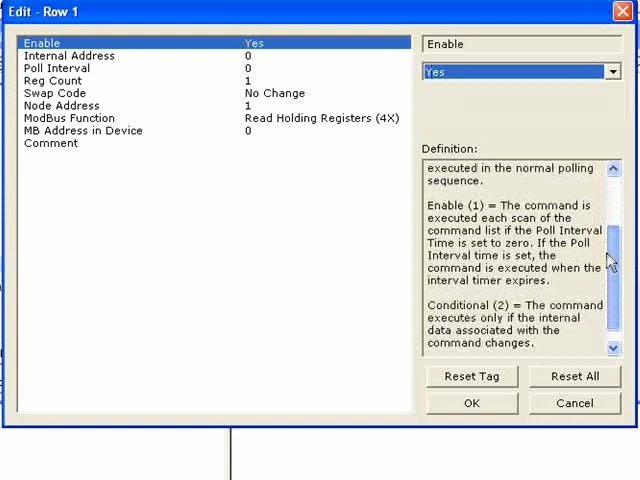 Edit - Row 1
Enable Yes
Internal Address 0
Poll Interval 0
Reg Count 1
Swap Code No Change
Node Address 1
ModBus Function Read Holding Registers (4X)
MB Address in Device 0
Comment
Enable
Yes
Definition:
executed in the normal polling
sequence.
Enable (1) = The command is
executed each scan of the
command list if the Poll Interval
Time is set to zero. If the Poll
Interval time is set, the
command is executed when the
interval timer expires.
Conditional (2) = The command
executes only if the internal
data associated with the
command changes.
Reset Tag
Reset All
OK
Cancel